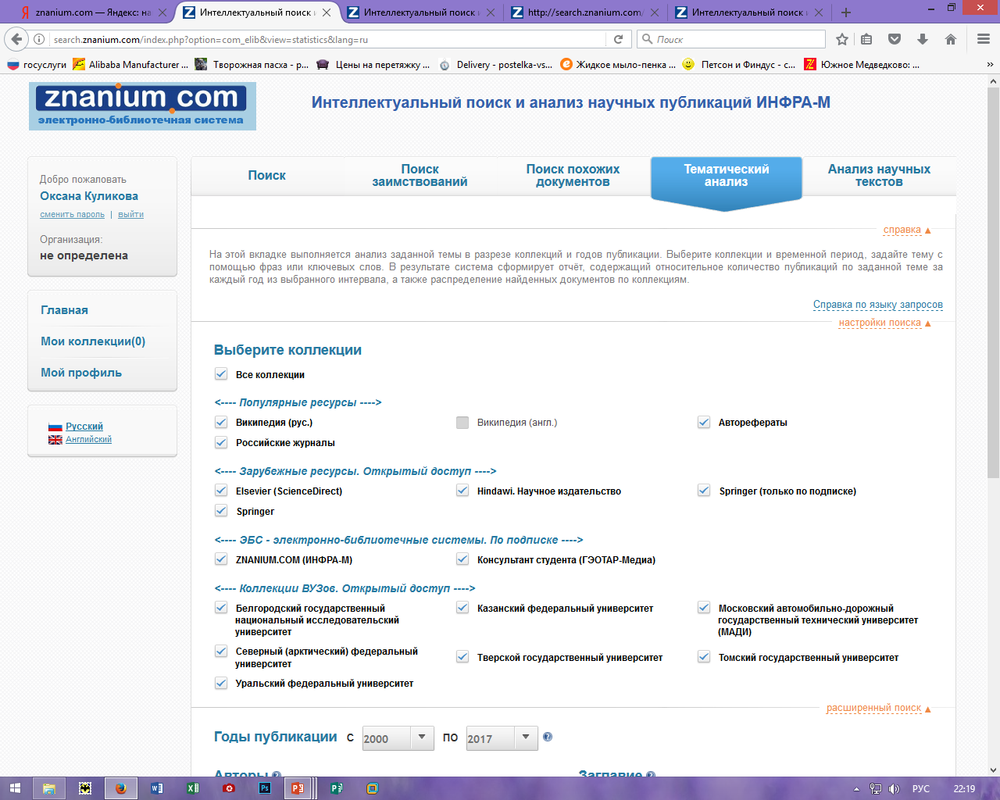 znanium.com — Яндекс: на
Интеллектуальный поиск и
Интеллектуальный поиск и
http://search.znanium.com/
Интеллектуальный поиск и
search.znanium.com/index.php?option=com_elib&view=statistics&lang=ru
Поиск
госуслуги
Alibaba Manufacturer ...
Творожная пасха - р...
Цены на перетяжку ...
Delivery - postelka-vs...
Жидкое мыло-пенка ...
Петсон и Финдус - с...
Южное Медведково: ...
znanium.com
электронно-библиотечная система
Интеллектуальный поиск и анализ научных публикаций ИНФРА-М
Добро пожаловать
Оксана Куликова
сменить пароль | выйти
Организация:
не определена
Главная
Мои коллекции(0)
Мой профиль
Русский
Английский
Поиск
Поиск
заимствований
Поиск похожих
документов
Тематический
анализ
Анализ научных
текстов
справка
На этой вкладке выполняется анализ заданной темы в разрезе коллекций и годов публикации. Выберите коллекции и временной период, задайте тему с
помощью фраз или ключевых слов. В результате система сформирует отчёт, содержащий относительное количество публикаций по заданной теме за
каждый год из выбранного интервала, а также распределение найденных документов по коллекциям.
Справка по языку запросов
настройки поиска
Выберите коллекции
Все коллекции
<---- Популярные ресурсы ---->
Википедия (рус.)
Википедия (англ.)
Авторефераты
Российские журналы
<---- Зарубежные ресурсы. Открытый доступ ---->
Elsevier (ScienceDirect)
Hindawi. Научное издательство
Springer (только по подписке)
Springer
<---- ЭБС - электронно-библиотечные системы. По подписке ---->
ZNANIUM.COM (ИНФРА-М)
Консультант студента (ГЭОТАР-Медиа)
<---- Коллекции ВУЗов. Открытый доступ ---->
Белгородский государственный
национальный исследовательский
университет
Казанский федеральный университет
Московский автомобильно-дорожный
государственный технический университет
(МАДИ)
Северный (арктический) федеральный
университет
Тверской государственный университет
Томский государственный университет
Уральский федеральный университет
расширенный поиск
Годы публикации с 2000 по 2017
Авторы
Заглавие
РУС
22:19